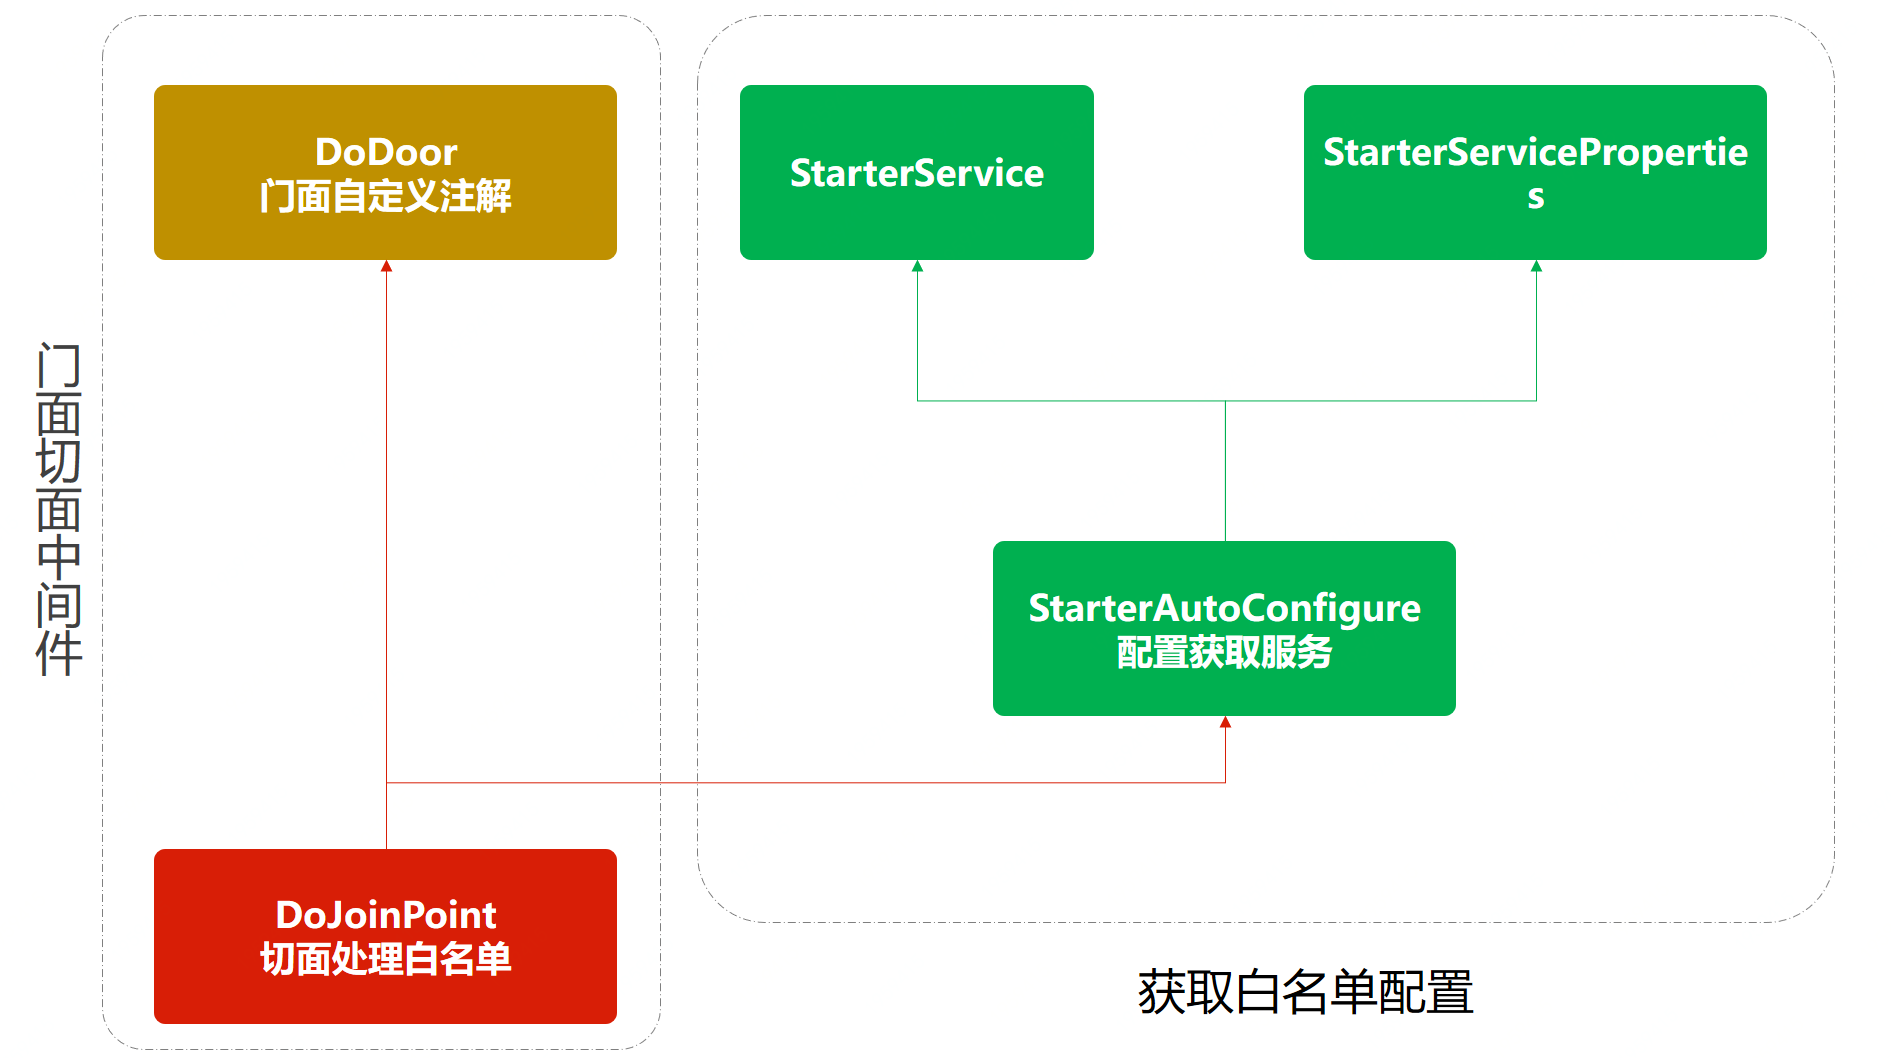 门面切面中间件
DoDoor
门面自定义注解
DoJoinPoint
切面处理白名单
StarterService
StarterServicePropertie
s
StarterAutoConfigure
配置获取服务
获取白名单配置